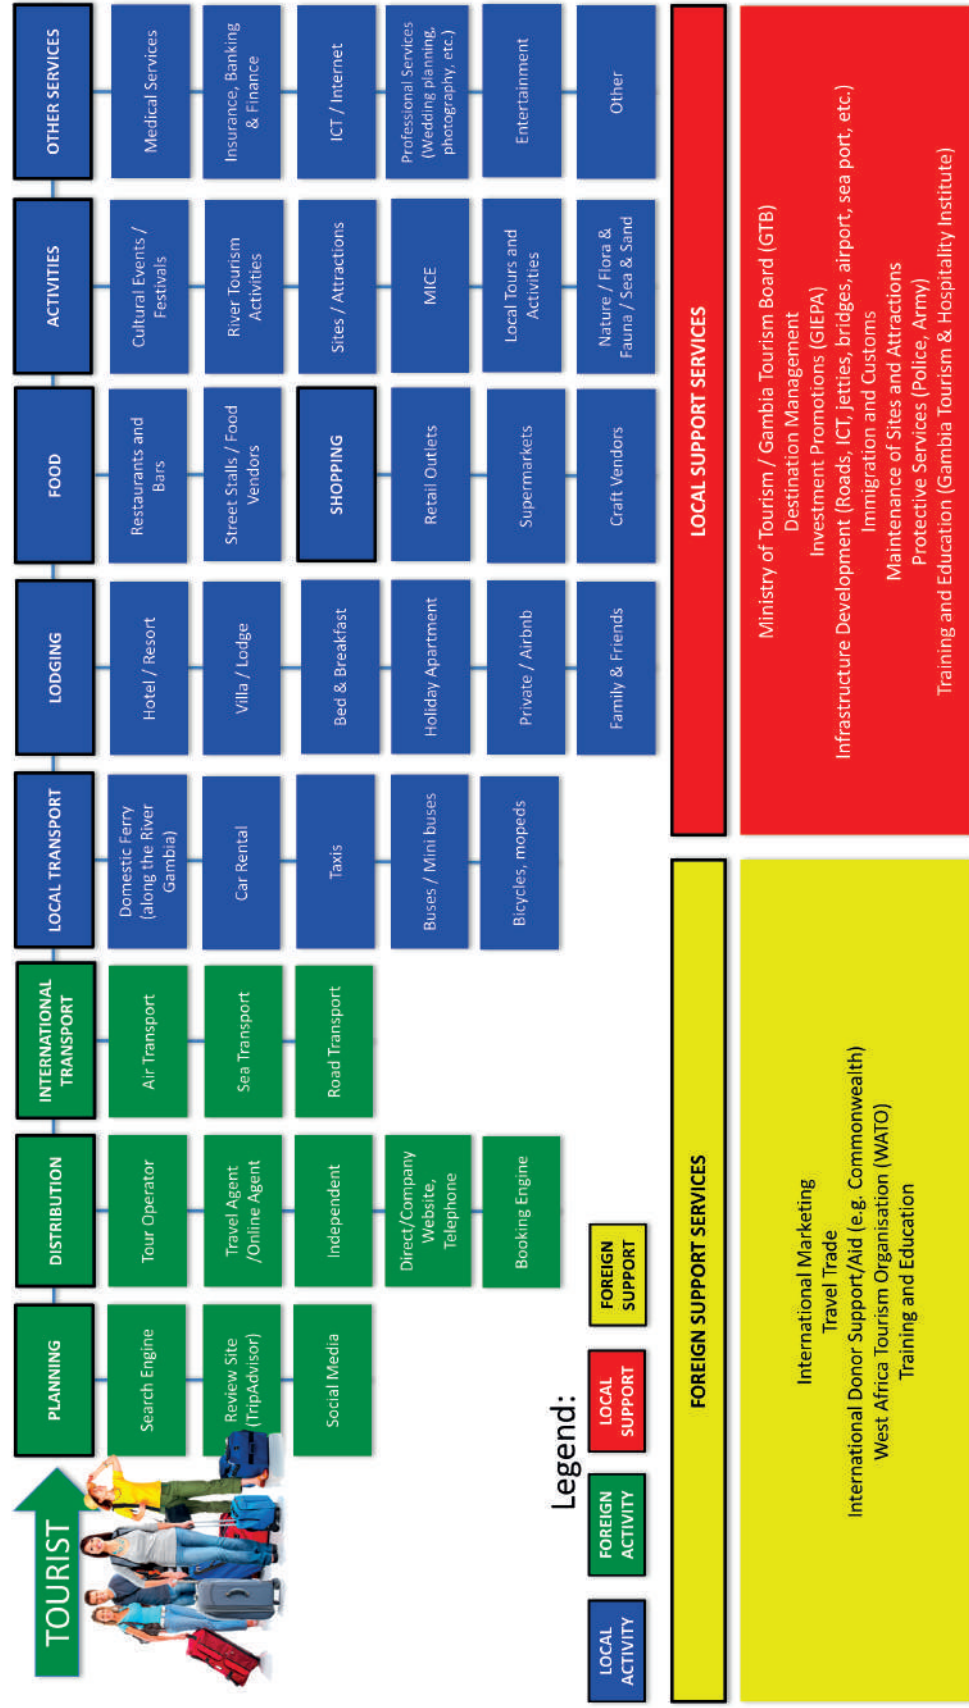 TOURIST
PLANNING
Search Engine
Review Site
(TripAdvisor)
Social Media
DISTRIBUTION
Tour Operator
Travel Agent
/Online Agent
Independent
Direct/Company
Website,
Telephone
Booking Engine
INTERNATIONAL
TRANSPORT
Air Transport
Sea Transport
Road Transport
LOCAL TRANSPORT
Domestic Ferry
(along the River
Gambia)
Car Rental
Taxis
Buses / Mini buses
Bicycles, mopeds
LODGING
Hotel / Resort
Villa / Lodge
Bed & Breakfast
Holiday Apartment
Private / Airbnb
Family & Friends
FOOD
Restaurants and
Bars
Street Stalls / Food
Vendors
SHOPPING
Retail Outlets
Supermarkets
Craft Vendors
ACTIVITIES
Cultural Events /
Festivals
River Tourism
Activities
Sites / Attractions
MICE
Local Tours and
Activities
Nature / Flora &
Fauna / Sea & Sand
OTHER SERVICES
Medical Services
Insurance, Banking
& Finance
ICT / Internet
Professional Services
(Wedding planning,
photography, etc.)
Entertainment
Other
Legend:
LOCAL
ACTIVITY
FOREIGN
ACTIVITY
LOCAL
SUPPORT
FOREIGN
SUPPORT
FOREIGN SUPPORT SERVICES
International Marketing
Travel Trade
International Donor Support/Aid (e.g. Commonwealth)
West Africa Tourism Organisation (WATO)
Training and Education
LOCAL SUPPORT SERVICES
Ministry of Tourism / Gambia Tourism Board (GTB)
Destination Management
Investment Promotions (GIEPA)
Infrastructure Development (Roads, ICT, jetties, bridges, airport, sea port, etc.)
Immigration and Customs
Maintenance of Sites and Attractions
Protective Services (Police, Army)
Training and Education (Gambia Tourism & Hospitality Institute)